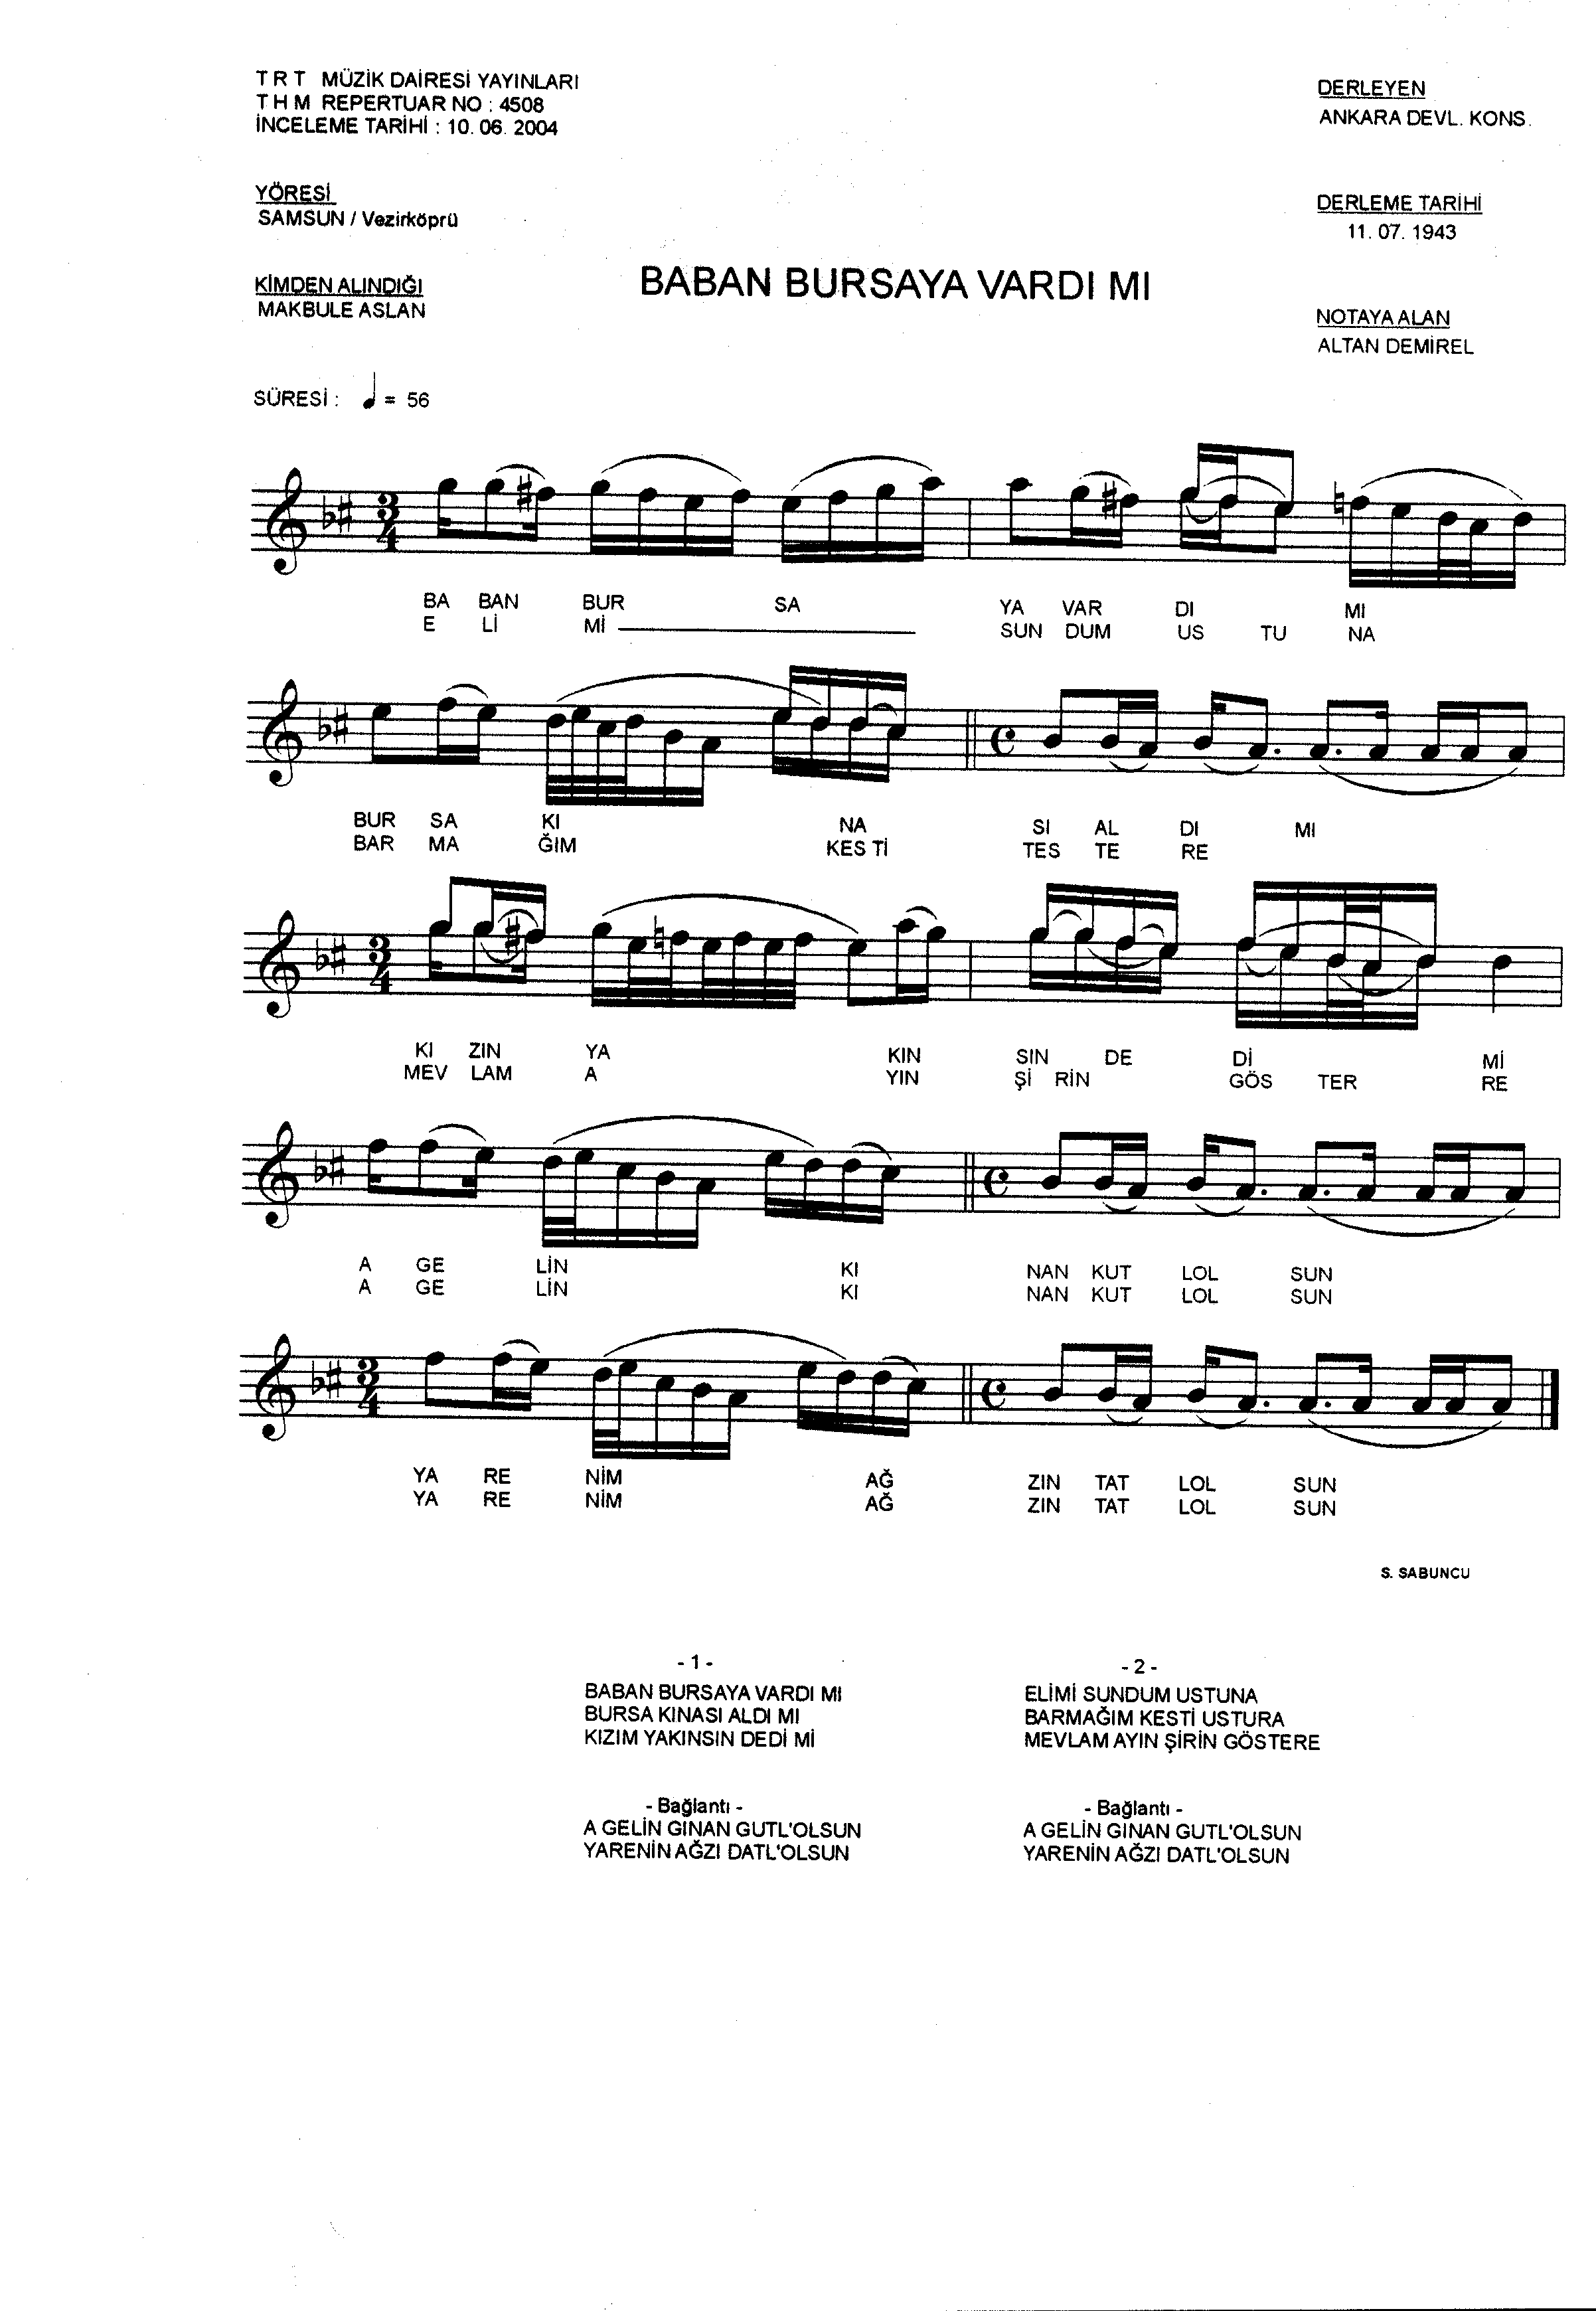 T R T MÜZİK DAİRESİ YAYINLARI
T H M REPERTUAR NO : 4508
İNCELEME TARİHİ : 10. 06. 2004
DERLEYEN
ANKARA DEVL. KONS.
YÖRESİ
SAMSUN / Vezirköprü
DERLEME TARİHİ
11. 07. 1943
KİMDEN ALINDIĞI
MAKBULE ASLAN
BABAN BURSAYA VARDI MI
NOTAYA ALAN
ALTAN DEMİREL
SÜRESİ : = 56
3 4
BA BAN BUR SA YA VAR DI MI
E Lİ Mİ SUN DUM US TU NA
BUR SA KI NA SI AL DI MI
BAR MA ĞIM KES Tİ TES TE RE
3 4
KI ZIN YA KIN SIN DE Dİ Mİ
MEV LAM A YIN Şİ RİN GÖS TER RE
A GE LİN KI NAN KUT LOL SUN
A GE LİN KI NAN KUT LOL SUN
3 4
YA RE NİM AĞ ZIN TAT LOL SUN
YA RE NİM AĞ ZIN TAT LOL SUN
S. SABUNCU
- 1 -
BABAN BURSAYA VARDI MI
BURSA KINASI ALDI MI
KIZIM YAKINSIN DEDİ Mİ
- Bağlantı -
A GELİN GINAN GUTL'OLSUN
YARENİN AĞZI DATL'OLSUN
- 2 -
ELİMİ SUNDUM USTUNA
BARMAĞIM KESTİ USTURA
MEVLAM AYIN ŞİRİN GÖSTERE
- Bağlantı -
A GELİN GINAN GUTL'OLSUN
YARENİN AĞZI DATL'OLSUN